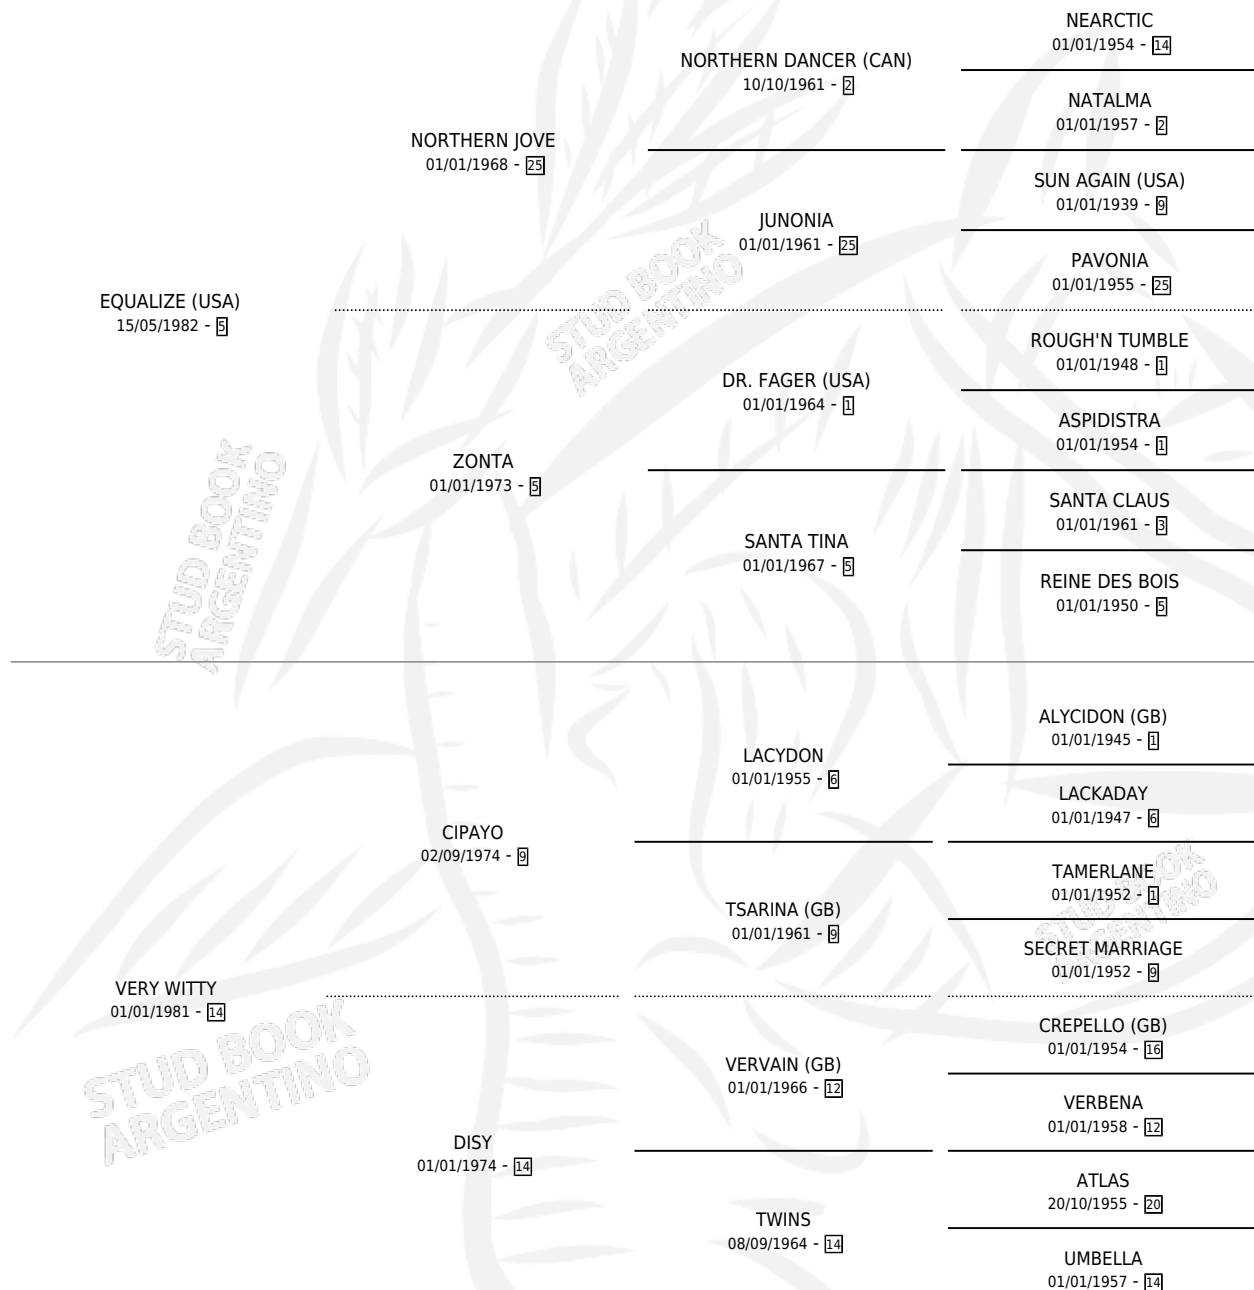 NEARCTIC
01/01/1954 - 14
NORTHERN DANCER (CAN)
10/10/1961 - 2
NATALMA
01/01/1957 - 2
NORTHERN JOVE
01/01/1968 - 25
SUN AGAIN (USA)
01/01/1939 - 9
JUNONIA
01/01/1961 - 25
PAVONIA
01/01/1955 - 25
EQUALIZE (USA)
15/05/1982 - 5
STUD BOOK
ARGENTINO
ROUGH'N TUMBLE
01/01/1948 - 1
DR. FAGER (USA)
01/01/1964 - 1
ASPIDISTRA
01/01/1954 - 1
ZONTA
01/01/1973 - 5
SANTA CLAUS
01/01/1961 - 3
SANTA TINA
01/01/1967 - 5
REINE DES BOIS
01/01/1950 - 5
STUD BOOK
ARGENTINO
ALYCIDON (GB)
01/01/1945 - 1
LACYDON
01/01/1955 - 6
LACKADAY
01/01/1947 - 6
CIPAYO
02/09/1974 - 9
TAMERLANE
01/01/1952 - 1
TSARINA (GB)
01/01/1961 - 9
SECRET MARRIAGE
01/01/1952 - 9
STUD BOOK
ARGENTINO
VERY WITTY
01/01/1981 - 14
CREPELLO (GB)
01/01/1954 - 16
VERVAIN (GB)
01/01/1966 - 12
VERBENA
01/01/1958 - 12
STUD BOOK
ARGENTINO
DISY
01/01/1974 - 14
ATLAS
20/10/1955 - 20
TWINS
08/09/1964 - 14
UMBELLA
01/01/1957 - 14